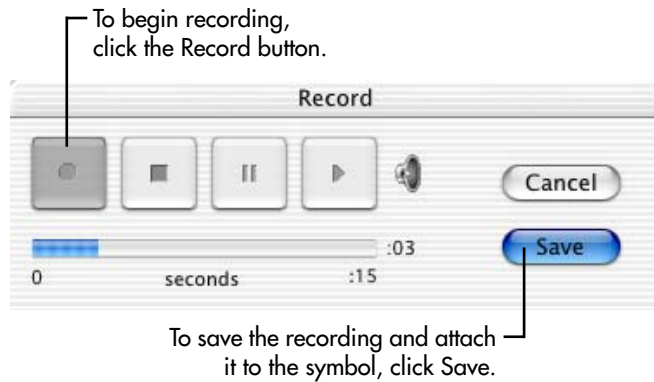 To begin recording,
click the Record button.
Record
Cancel
Save
:03
0 seconds :15
To save the recording and attach
it to the symbol, click Save.